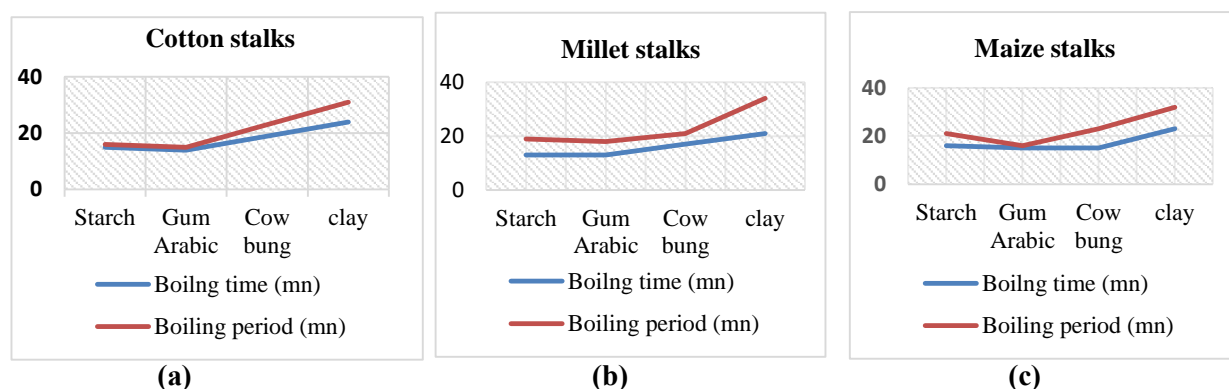 Cotton stalks
40
20
0
Starch
Gum
Arabic
Cow
bung
clay
Boilng time (mn)
Boiling period (mn)
(a)
Millet stalks
40
20
0
Starch
Gum
Arabic
Cow
bung
clay
Boilng time (mn)
Boiling period (mn)
(b)
Maize stalks
40
20
0
Starch
Gum
Arabic
Cow
bung
clay
Boilng time (mn)
Boiling period (mn)
(c)